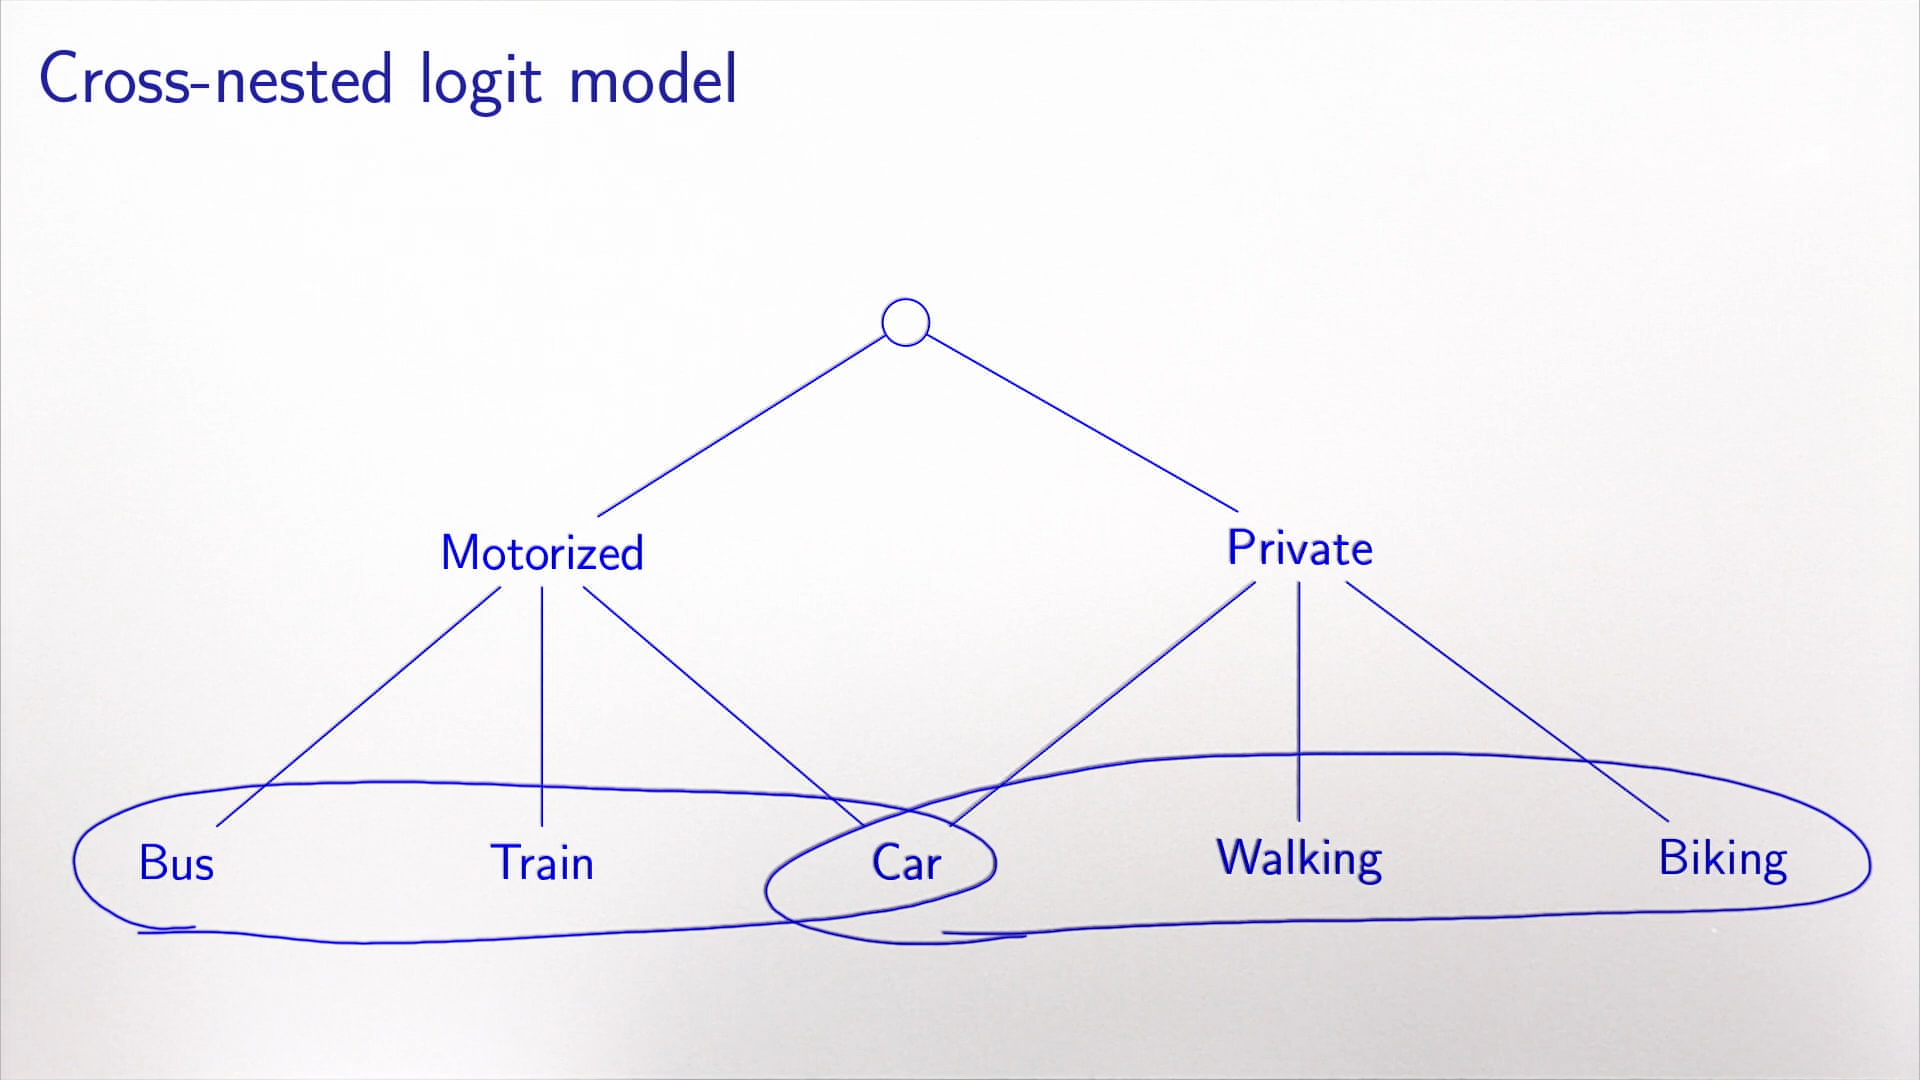 Cross-nested logit model
Motorized
Private
Bus
Train
Car
Walking
Biking